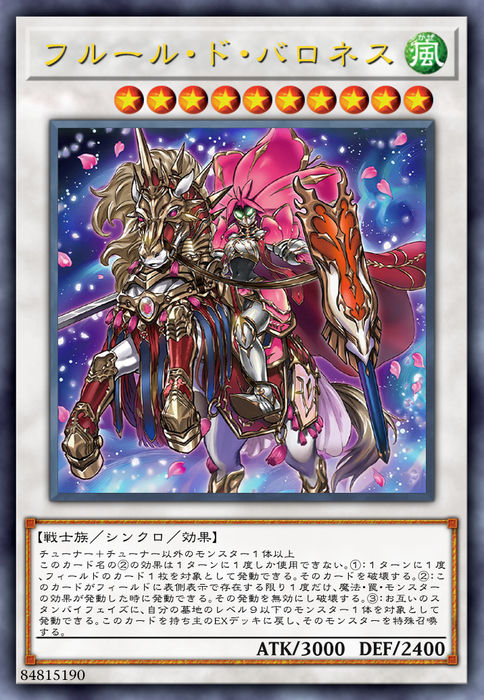 フルール・ド・バロネス
風
【戦士族／シンクロ／効果】
チューナー＋チューナー以外のモンスター１体以上
このカード名の②の効果は１ターンに１度しか使用できない。①：１ターンに１度
、フィールドのカード１枚を対象として発動できる。そのカードを破壊する。②：こ
のカードがフィールドに表側表示で存在する限り１度だけ、魔法・罠・モンスター
の効果が発動した時に発動できる。その発動を無効にし破壊する。③：お互いのス
タンバイフェイズに、自分の墓地のレベル９以下のモンスター１体を対象として
発動できる。このカードを持ち主のEXデッキに戻し、そのモンスターを特殊召喚
する。
ATK/3000 DEF/2400
84815190